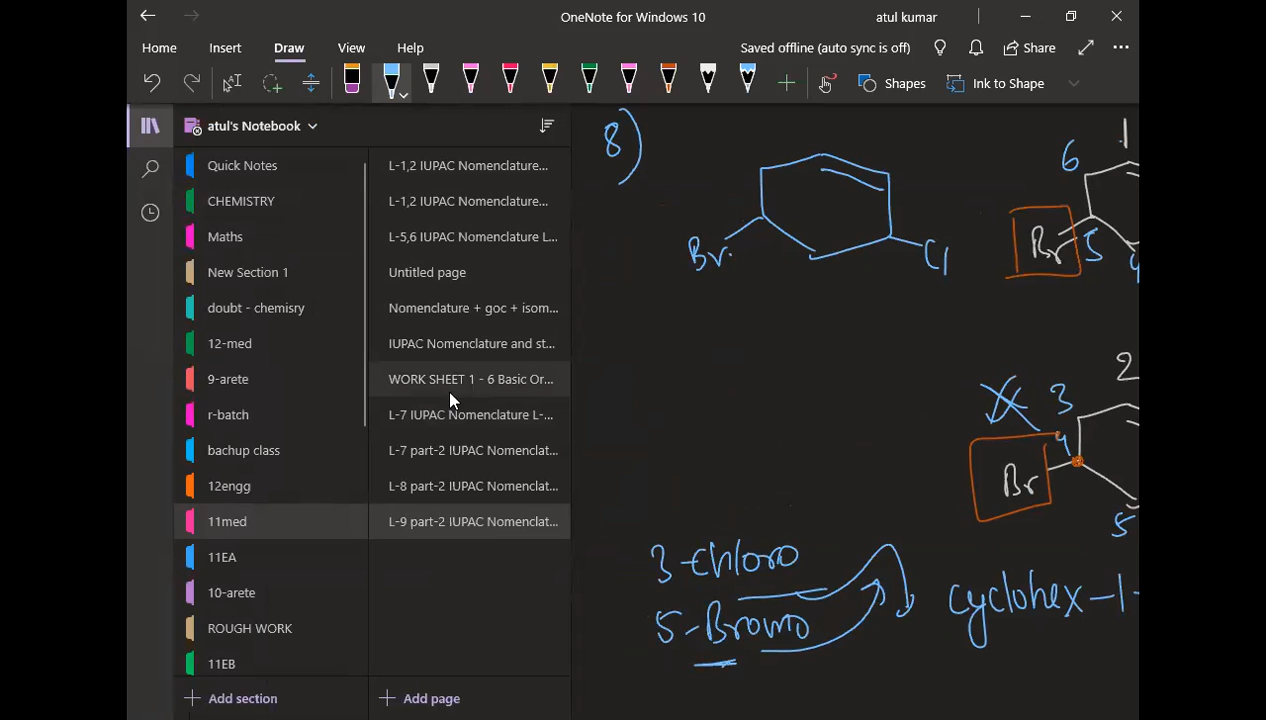 OneNote for Windows 10
atul kumar
Home Insert Draw View Help
Saved offline (auto sync is off)
Share
Shapes
Ink to Shape
atul's Notebook
Quick Notes
CHEMISTRY
Maths
New Section 1
doubt - chemisry
12-med
9-arete
r-batch
bachup class
12engg
11med
11EA
10-arete
ROUGH WORK
11EB
Add section
L-1,2 IUPAC Nomenclature...
L-1,2 IUPAC Nomenclature...
L-5,6 IUPAC Nomenclature L...
Untitled page
Nomenclature + goc + isom...
IUPAC Nomenclature and st...
WORK SHEET 1 - 6 Basic Or...
L-7 IUPAC Nomenclature L-...
L-7 part-2 IUPAC Nomenclat...
L-8 part-2 IUPAC Nomenclat...
L-9 part-2 IUPAC Nomenclat...
Add page
8)
Br
Cl
1
6
Br
5
4
2
3
4
Br
5
3-chloro
5-Bromo
cyclohex-1-